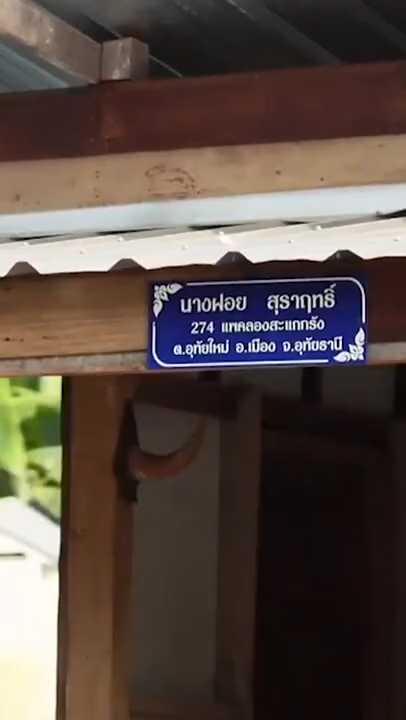 นางฝอย สุราฤทธิ์
274 แพคลองสะแกกรัง
ต.อุทัยใหม่ อ.เมือง จ.อุทัยธานี